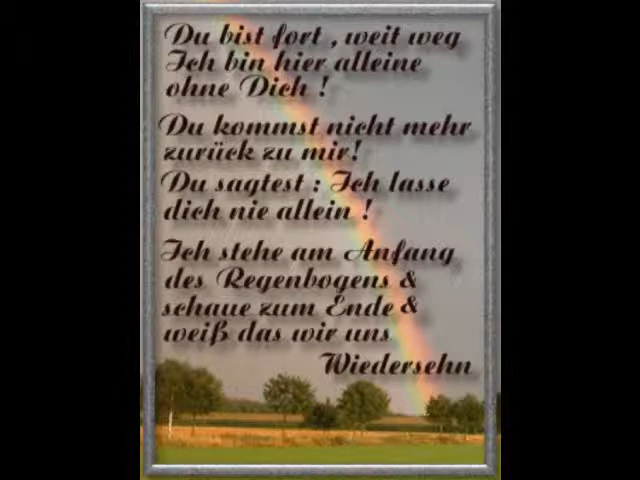 Du bist fort , weit weg
Ich bin hier alleine
ohne Dich !
Du kommst nicht mehr
zurück zu mir!
Du sagtest : Ich lasse
dich nie allein !
Ich stehe am Anfang
des Regenbogens &
schaue zum Ende &
weiß das wir uns
Wiedersehn